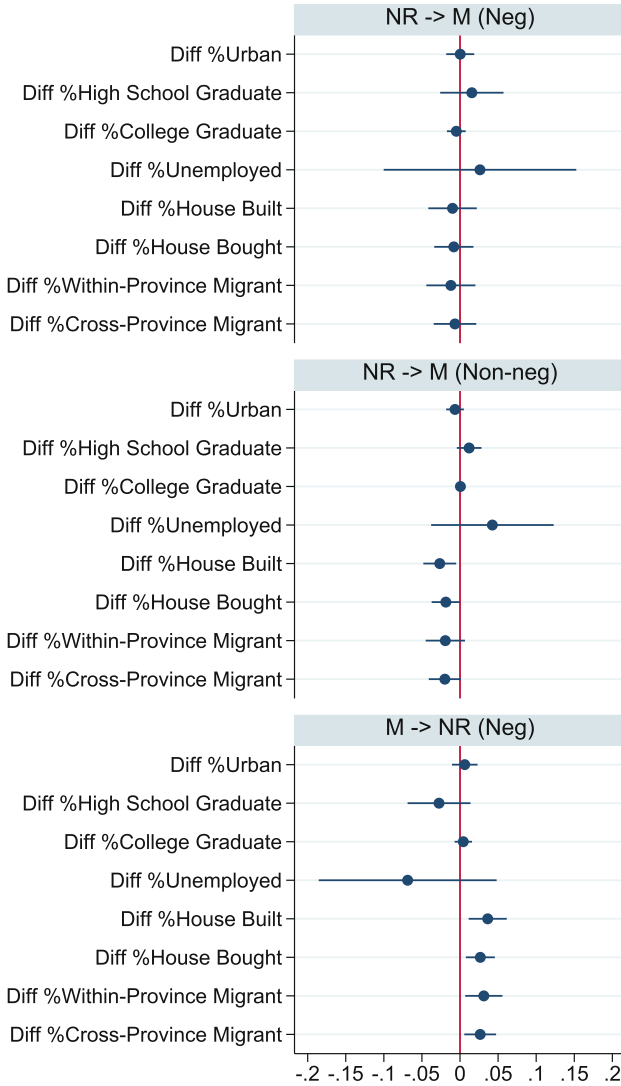 NR -> M (Neg)
Diff %Urban
Diff %High School Graduate
Diff %College Graduate
Diff %Unemployed
Diff %House Built
Diff %House Bought
Diff %Within-Province Migrant
Diff %Cross-Province Migrant
NR -> M (Non-neg)
Diff %Urban
Diff %High School Graduate
Diff %College Graduate
Diff %Unemployed
Diff %House Built
Diff %House Bought
Diff %Within-Province Migrant
Diff %Cross-Province Migrant
M -> NR (Neg)
Diff %Urban
Diff %High School Graduate
Diff %College Graduate
Diff %Unemployed
Diff %House Built
Diff %House Bought
Diff %Within-Province Migrant
Diff %Cross-Province Migrant
-.2 -.15 -.1 -.05 0 .05 .1 .15 .2